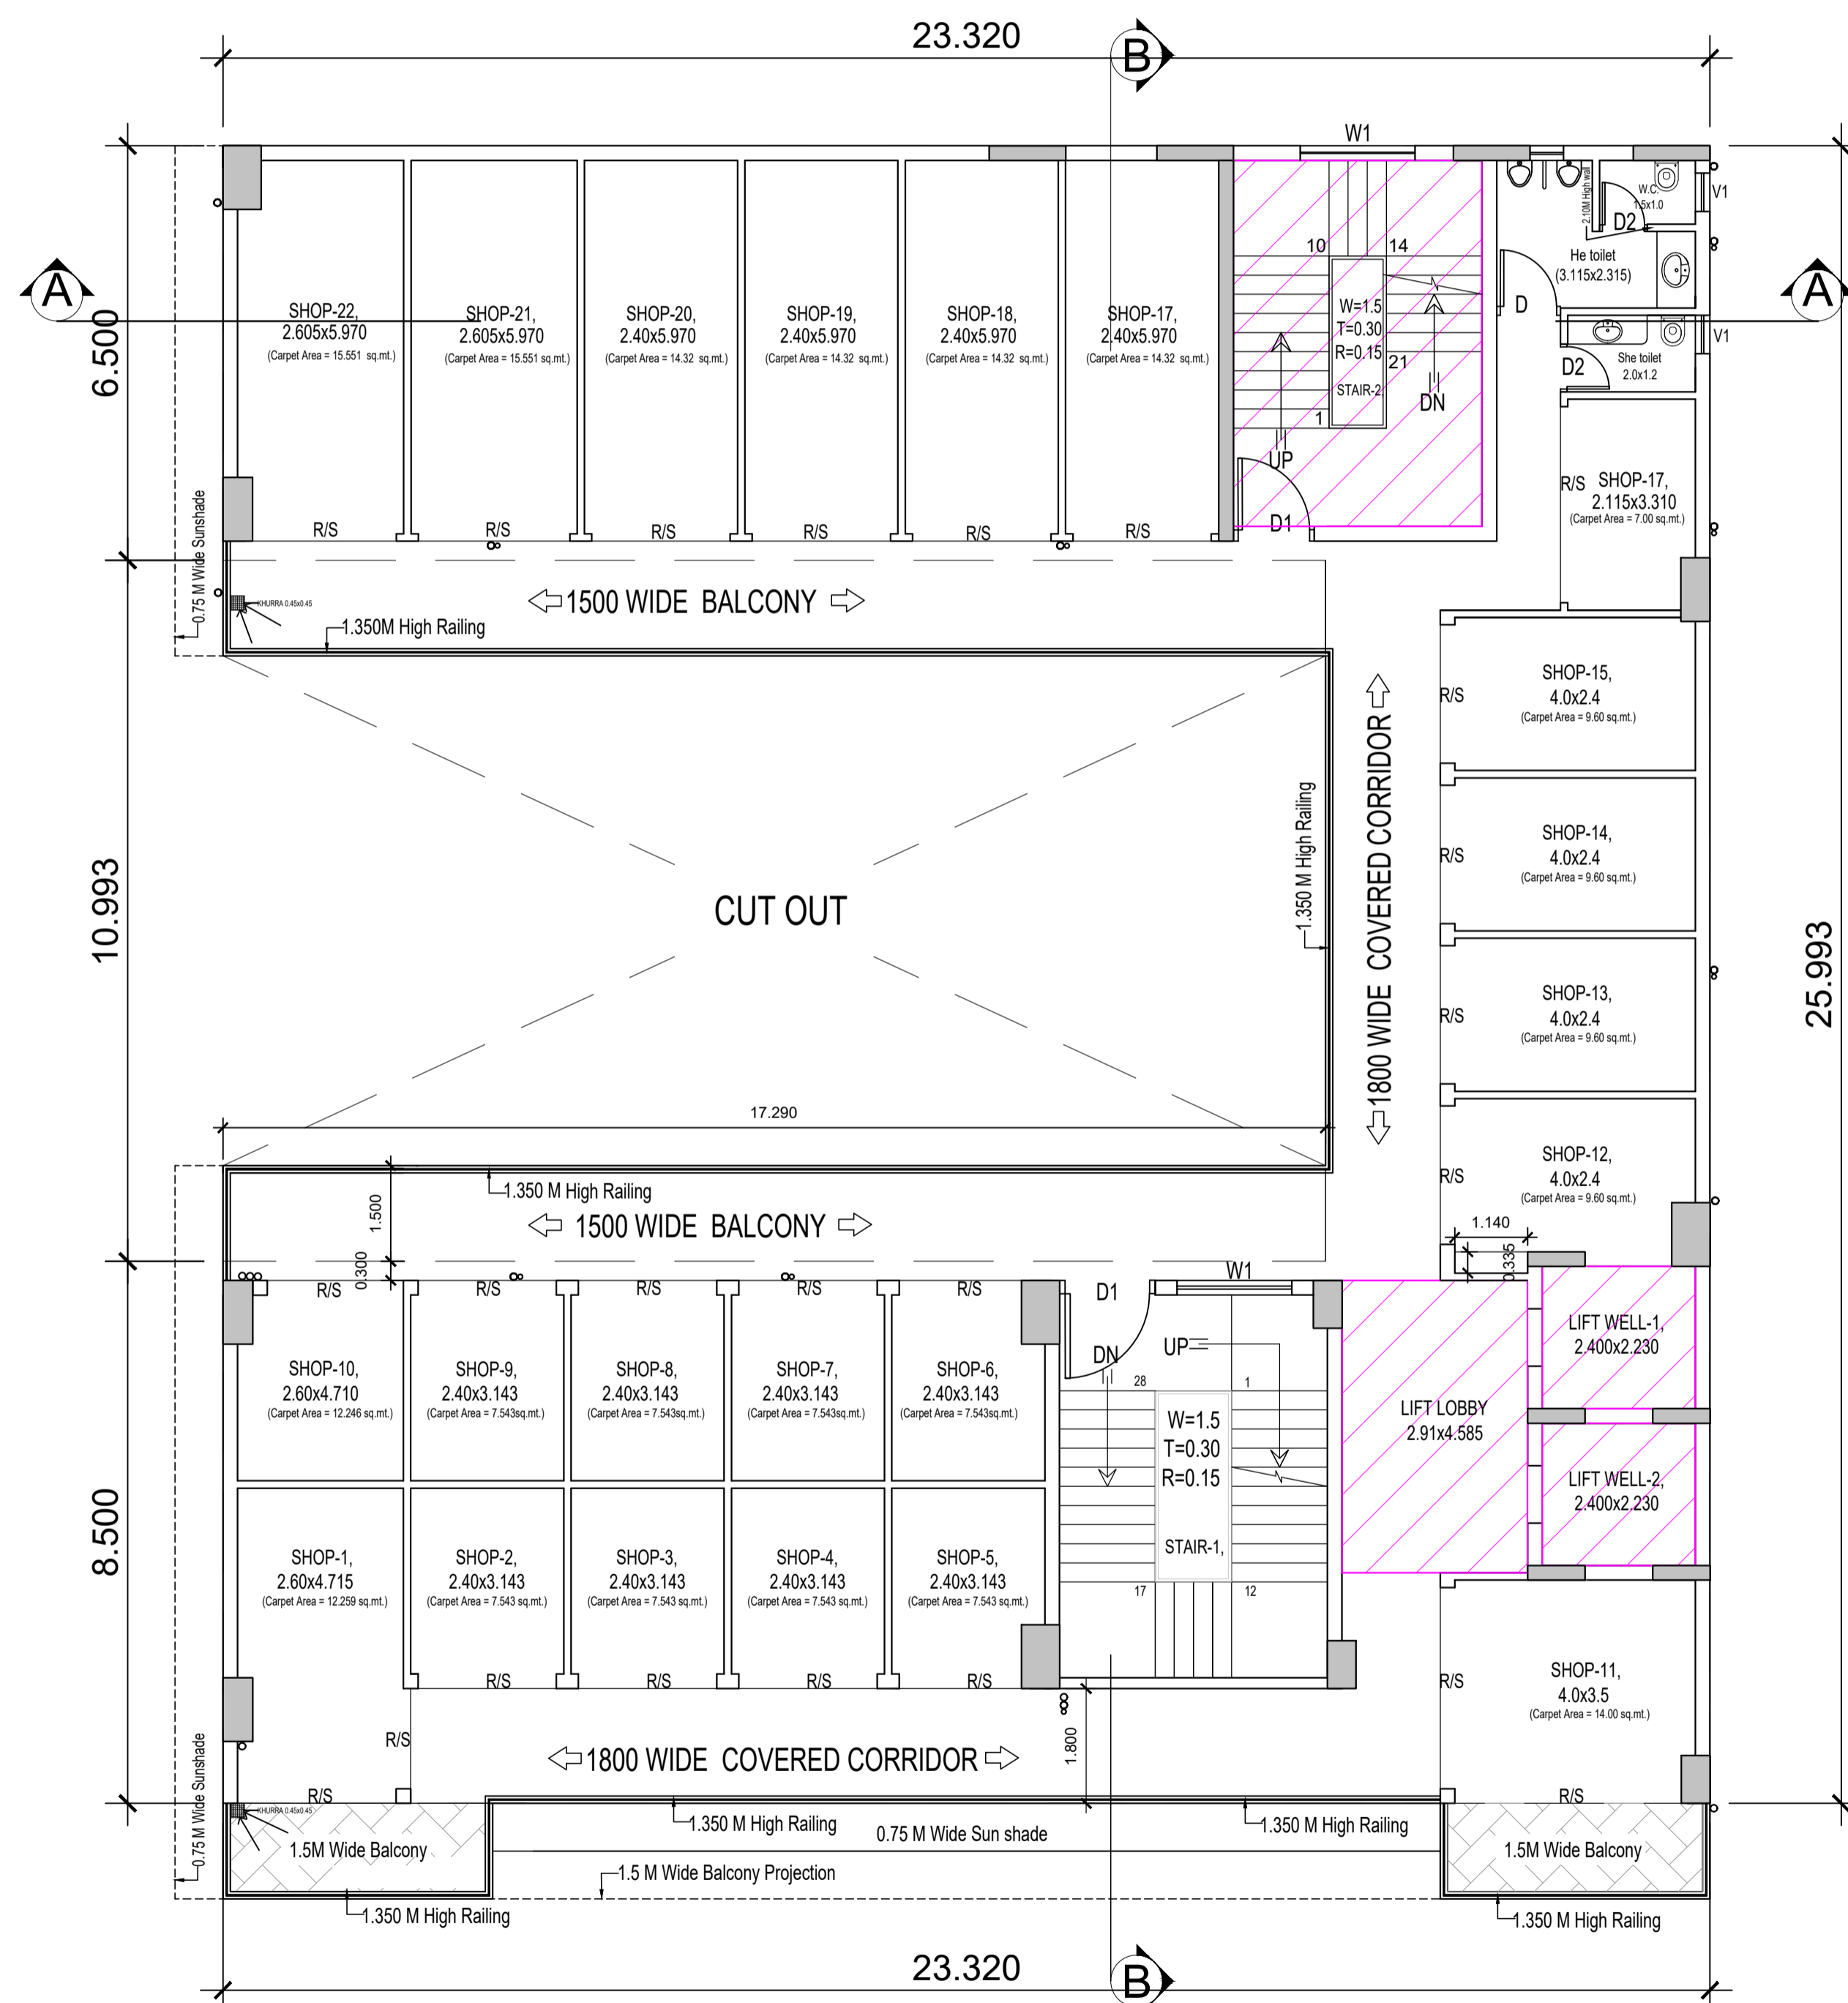 23.320
B
W1
6.500
A
SHOP-22,
2.605x5.970
(Carpet Area = 15.551 sq.mt.)
SHOP-21,
2.605x5.970
(Carpet Area = 15.551 sq.mt.)
SHOP-20,
2.40x5.970
(Carpet Area = 14.32 sq.mt.)
SHOP-19,
2.40x5.970
(Carpet Area = 14.32 sq.mt.)
SHOP-18,
2.40x5.970
(Carpet Area = 14.32 sq.mt.)
SHOP-17,
2.40x5.970
(Carpet Area = 14.32 sq.mt.)
10
14
W=1.5
T=0.30
R=0.15
21
STAIR-2,
1
UP
DN
D1
2.10M High wall
W.C.
1.5x1.0
D2
V1
He toilet
(3.115x2.315)
D
A
V1
She toilet
2.0x1.2
D2
R/S
SHOP-17,
2.115x3.310
(Carpet Area = 7.00 sq.mt.)
R/S
R/S
R/S
R/S
R/S
R/S
0.75 M Wide Sunshade
KHURRA 0.45x0.45
1500 WIDE BALCONY
1.350M High Railing
10.993
CUT OUT
17.290
1.350 M High Railing
1800 WIDE COVERED CORRIDOR
25.993
R/S
SHOP-15,
4.0x2.4
(Carpet Area = 9.60 sq.mt.)
R/S
SHOP-14,
4.0x2.4
(Carpet Area = 9.60 sq.mt.)
R/S
SHOP-13,
4.0x2.4
(Carpet Area = 9.60 sq.mt.)
R/S
SHOP-12,
4.0x2.4
(Carpet Area = 9.60 sq.mt.)
1.140
0.335
1.350 M High Railing
1.500
1500 WIDE BALCONY
0.300
R/S
R/S
R/S
R/S
D1
W1
8.500
SHOP-10,
2.60x4.710
(Carpet Area = 12.246 sq.mt.)
SHOP-9,
2.40x3.143
(Carpet Area = 7.543sq.mt.)
SHOP-8,
2.40x3.143
(Carpet Area = 7.543sq.mt.)
SHOP-7,
2.40x3.143
(Carpet Area = 7.543sq.mt.)
SHOP-6,
2.40x3.143
(Carpet Area = 7.543sq.mt.)
DN
UP
28
1
W=1.5
T=0.30
R=0.15
STAIR-1,
17
12
LIFT LOBBY
2.91x4.585
LIFT WELL-1,
2.400x2.230
LIFT WELL-2,
2.400x2.230
SHOP-1,
2.60x4.715
(Carpet Area = 12.259 sq.mt.)
SHOP-2,
2.40x3.143
(Carpet Area = 7.543 sq.mt.)
SHOP-3,
2.40x3.143
(Carpet Area = 7.543 sq.mt.)
SHOP-4,
2.40x3.143
(Carpet Area = 7.543 sq.mt.)
SHOP-5,
2.40x3.143
(Carpet Area = 7.543 sq.mt.)
R/S
R/S
R/S
R/S
R/S
SHOP-11,
4.0x3.5
(Carpet Area = 14.00 sq.mt.)
R/S
1.800
1800 WIDE COVERED CORRIDOR
0.75 M Wide Sunshade
R/S
R/S
KHURRA 0.45x0.45
1.5M Wide Balcony
1.350 M High Railing
0.75 M Wide Sun shade
1.350 M High Railing
1.5M Wide Balcony
1.5 M Wide Balcony Projection
1.350 M High Railing
1.350 M High Railing
23.320
B